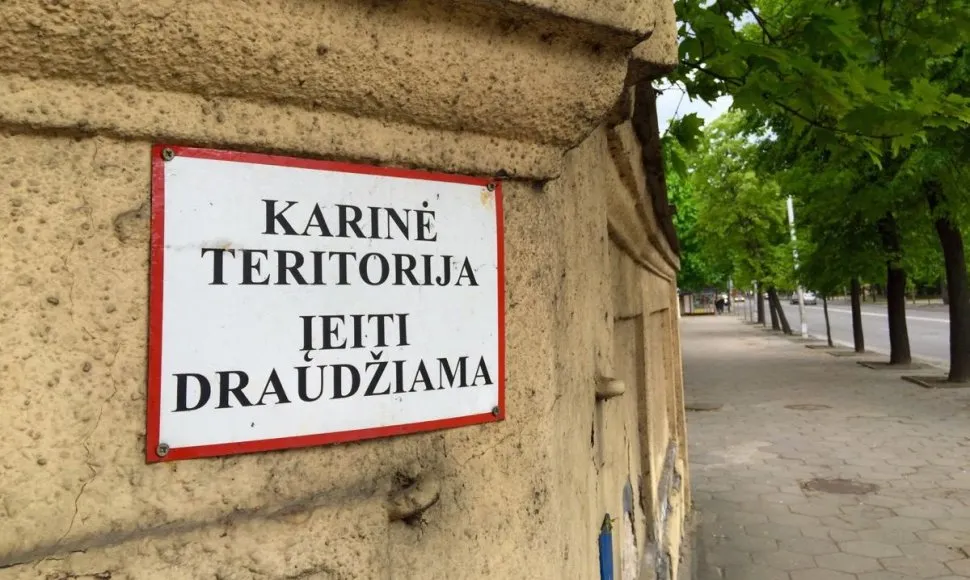 KARINĖ
TERITORIJA
ĮEITI
DRAUDŽIAMA